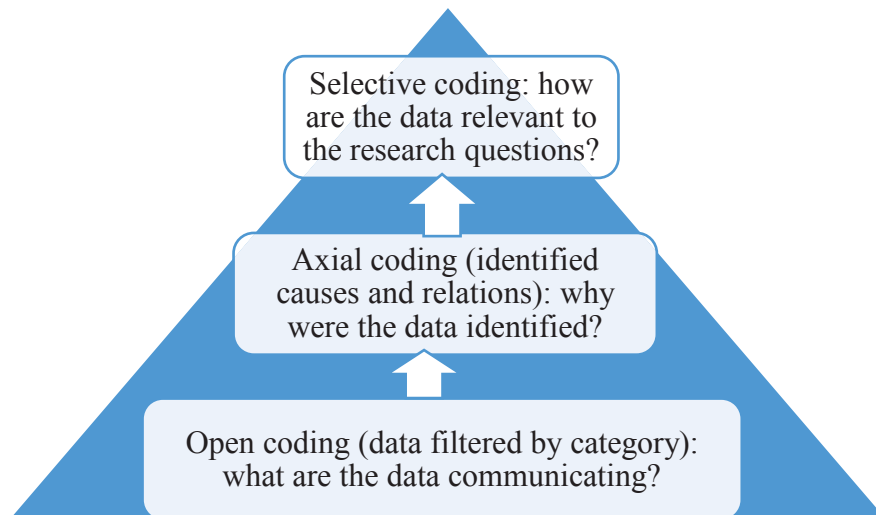 Selective coding: how
are the data relevant to
the research questions?
Axial coding (identified
causes and relations): why
were the data identified?
Open coding (data filtered by category):
what are the data communicating?